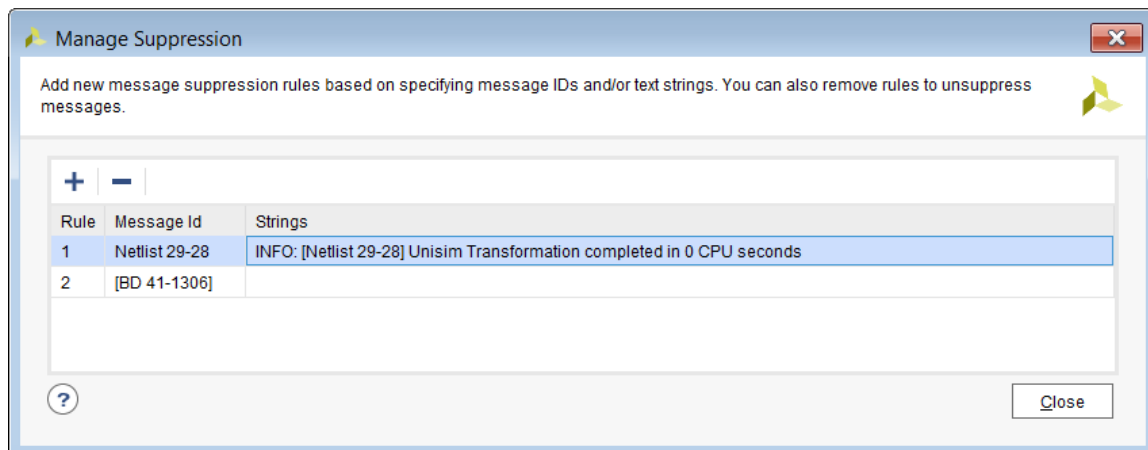 Manage Suppression
Add new message suppression rules based on specifying message IDs and/or text strings. You can also remove rules to unsuppress
messages.
Rule Message Id Strings
1 Netlist 29-28 INFO: [Netlist 29-28] Unisim Transformation completed in 0 CPU seconds
2 [BD 41-1306]
?
Close